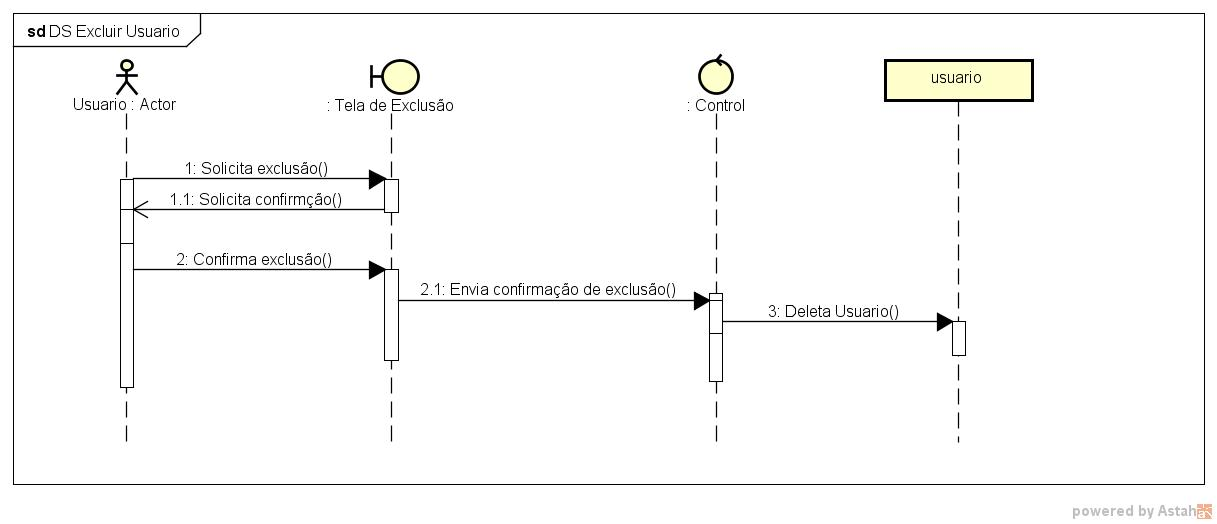 sd DS Excluir Usuario
Usuario : Actor
: Tela de Exclusão
: Control
usuario
1: Solicita exclusão()
1.1: Solicita confirmção()
2: Confirma exclusão()
2.1: Envia confirmação de exclusão()
3: Deleta Usuario()
powered by Astah